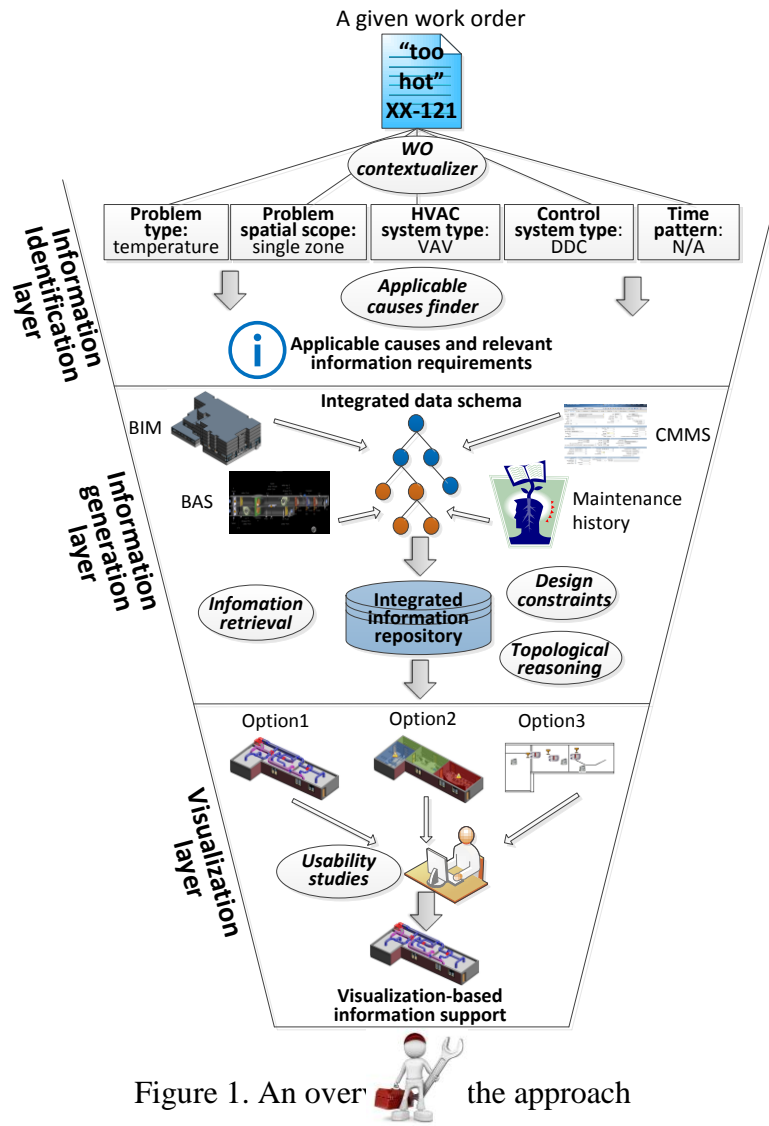 A given work order
“too
hot”
XX-121
WO
contextualizer
Problem
type:
temperature
Problem
spatial scope:
single zone
HVAC
system type:
VAV
Control
system type:
DDC
Time
pattern:
N/A
Information
Identification
layer
Applicable
causes finder
i
Applicable causes and relevant
information requirements
Information
generation
layer
Integrated data schema
BIM
CMMS
BAS
Maintenance
history
Infomation
retrieval
Integrated
information
repository
Design
constraints
Topological
reasoning
Visualization
layer
Option1
Option2
Option3
Usability
studies
Visualization-based
information support
Figure 1. An over the approach